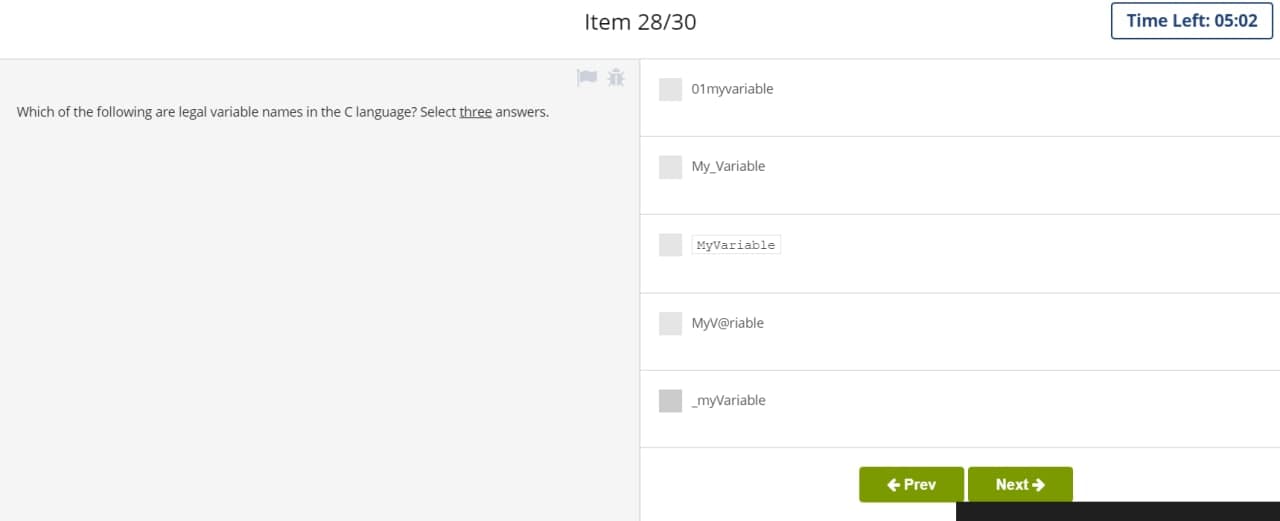 Item 28/30
Time Left: 05:02
Which of the following are legal variable names in the C language? Select three answers.
01myvariable
My_Variable
MyVariable
MyV@riable
_myVariable
Prev
Next